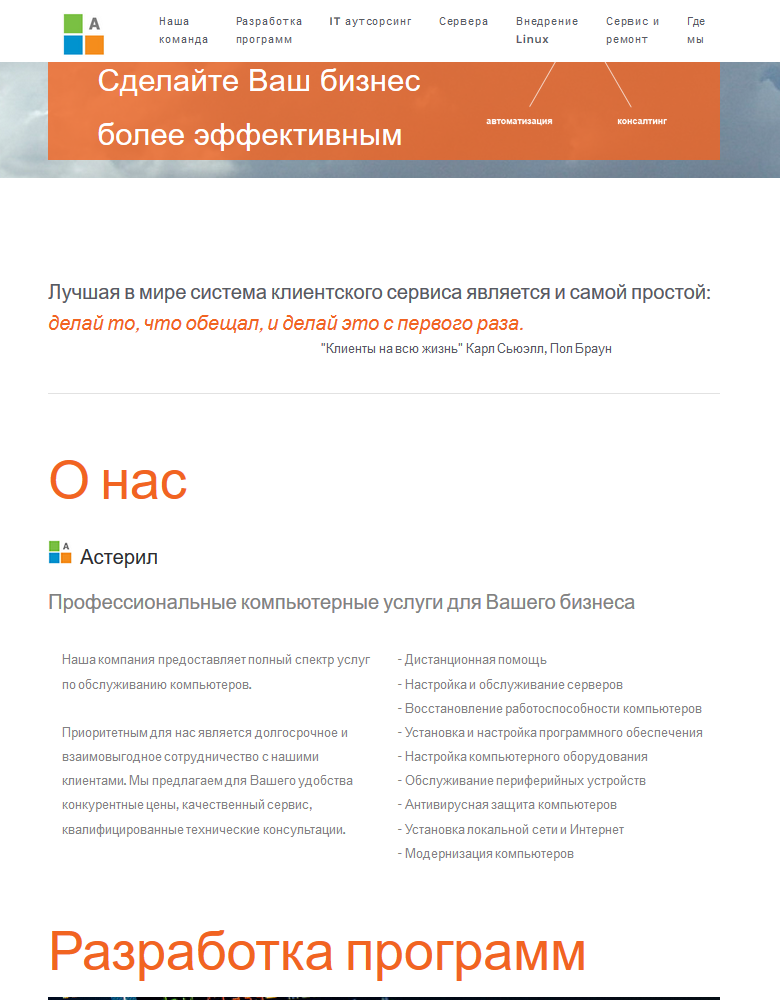 A
Наша команда
Разработка программ
IT аутсорсинг
Сервера
Внедрение Linux
Сервис и ремонт
Где мы
Сделайте Ваш бизнес
более эффективным
автоматизация
консалтинг
Лучшая в мире система клиентского сервиса является и самой простой:
делай то, что обещал, и делай это с первого раза.
"Клиенты на всю жизнь" Карл Сьюэлл, Пол Браун
О нас
A
Астерил
Профессиональные компьютерные услуги для Вашего бизнеса
Наша компания предоставляет полный спектр услуг
по обслуживанию компьютеров.
Приоритетным для нас является долгосрочное и
взаимовыгодное сотрудничество с нашими
клиентами. Мы предлагаем для Вашего удобства
конкурентные цены, качественный сервис,
квалифицированные технические консультации.
- Дистанционная помощь
- Настройка и обслуживание серверов
- Восстановление работоспособности компьютеров
- Установка и настройка программного обеспечения
- Настройка компьютерного оборудования
- Обслуживание периферийных устройств
- Антивирусная защита компьютеров
- Установка локальной сети и Интернет
- Модернизация компьютеров
Разработка программ